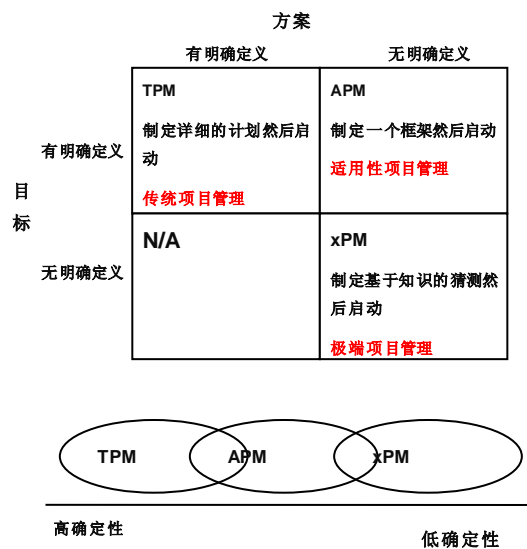 方案
有明确定义
无明确定义
TPM
制定详细的计划然后启
动
传统项目管理
APM
制定一个框架然后启动
适用性项目管理
有明确定义
目
标
N/A
xPM
制定基于知识的猜测然
后启动
极端项目管理
无明确定义
TPM
APM
xPM
高确定性
低确定性